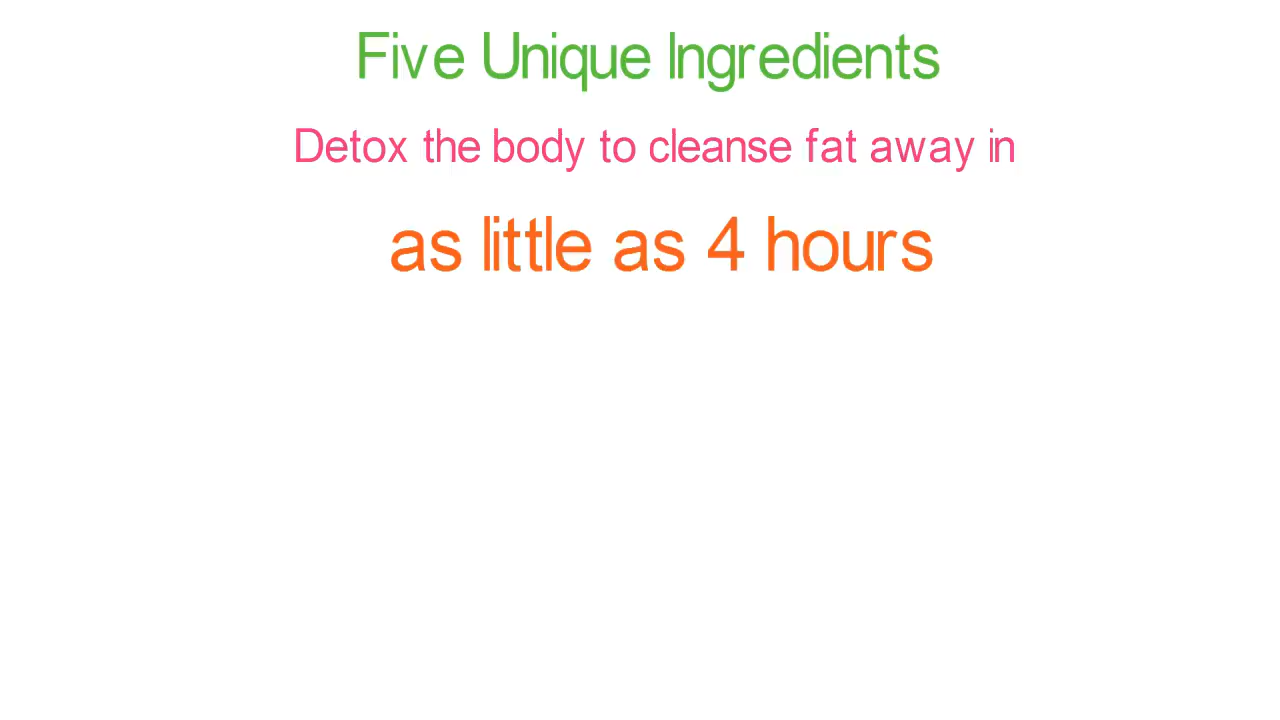 Five Unique Ingredients
Detox the body to cleanse fat away in
as little as 4 hours